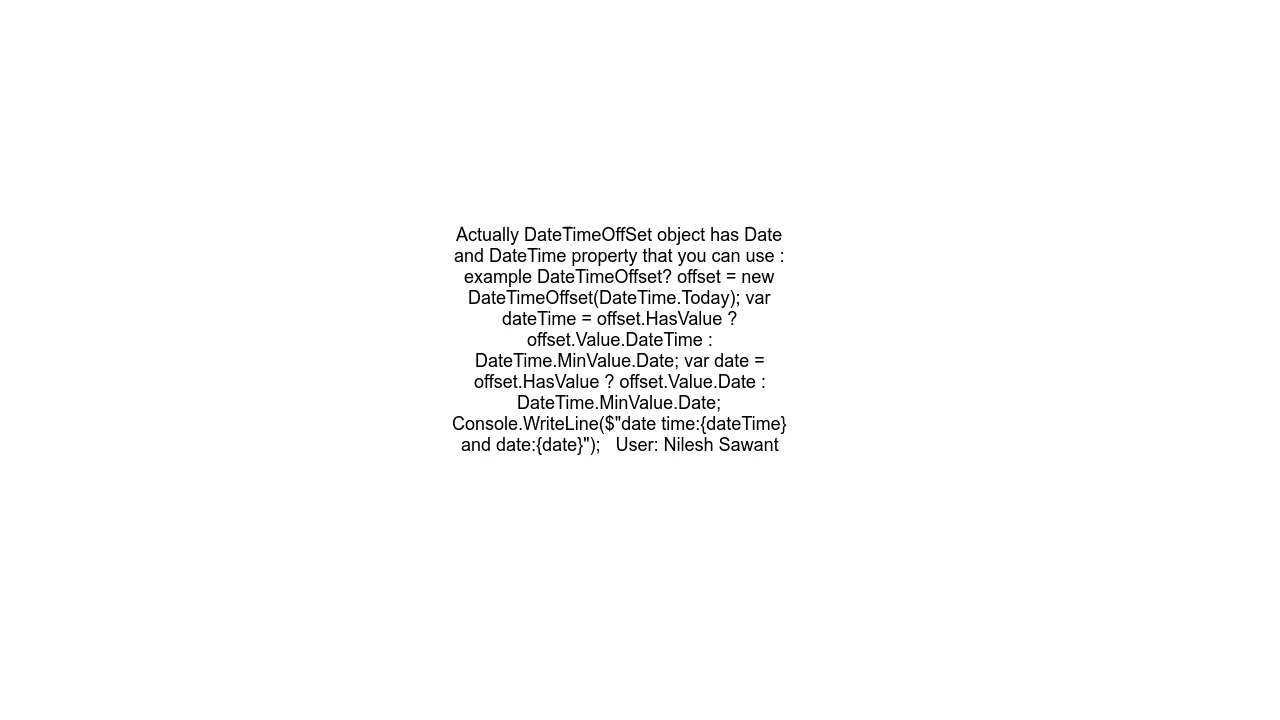 Actually DateTimeOffSet object has Date
and DateTime property that you can use :
example DateTimeOffset? offset = new
DateTimeOffset(DateTime.Today); var
dateTime = offset.HasValue ?
offset.Value.DateTime :
DateTime.MinValue.Date; var date =
offset.HasValue ? offset.Value.Date :
DateTime.MinValue.Date;
Console.WriteLine($"date time:{dateTime}
and date:{date}");   User: Nilesh Sawant